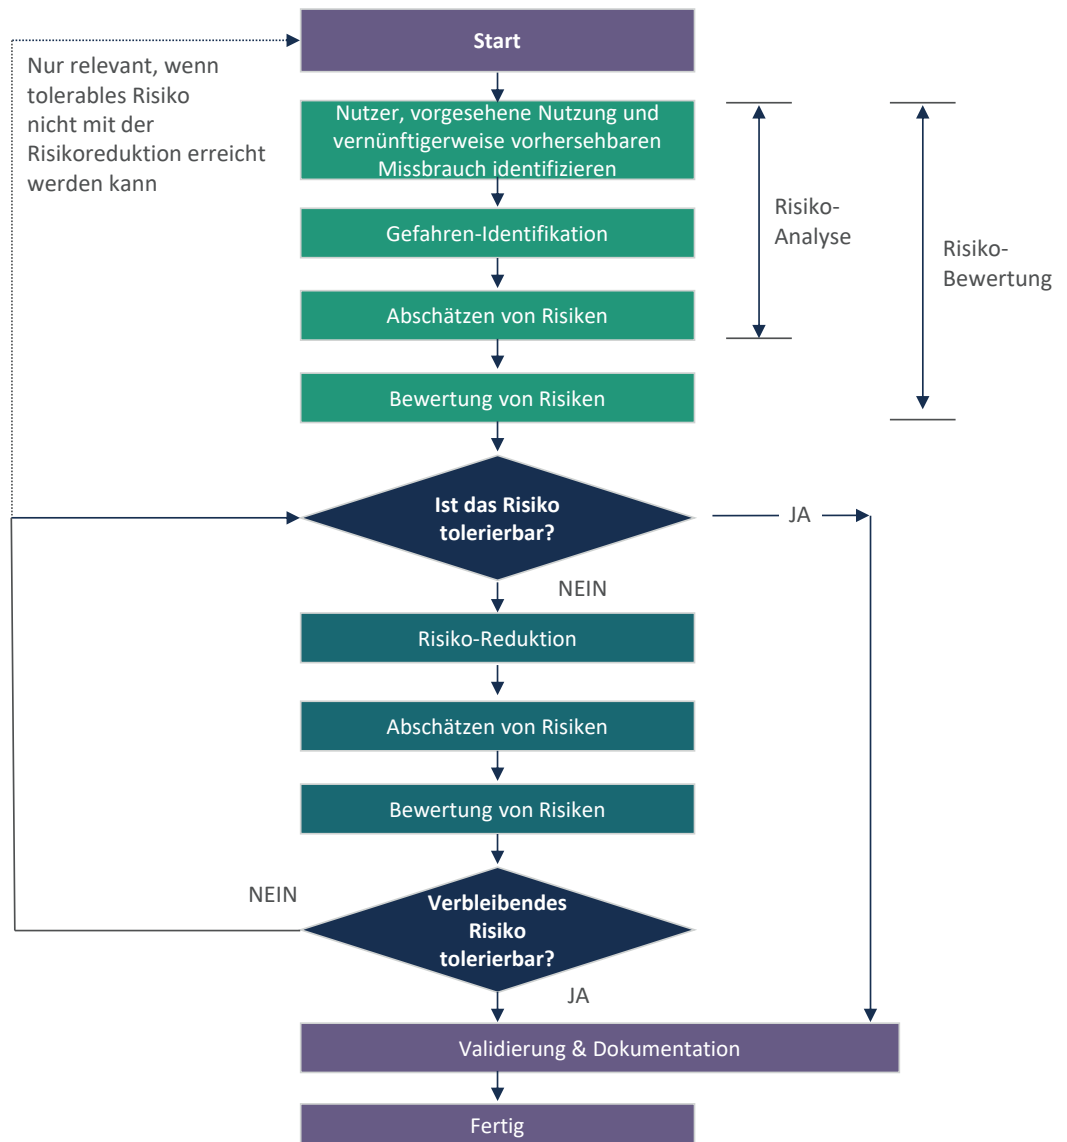 Start
Nur relevant, wenn
tolerables Risiko
nicht mit der
Risikoreduktion erreicht
werden kann
Nutzer, vorgesehene Nutzung und
vernünftigerweise vorhersehbaren
Missbrauch identifizieren
Gefahren-Identifikation
Abschätzen von Risiken
Bewertung von Risiken
Risiko-
Analyse
Risiko-
Bewertung
Ist das Risiko
tolerierbar?
JA
NEIN
Risiko-Reduktion
Abschätzen von Risiken
Bewertung von Risiken
NEIN
Verbleibendes
Risiko
tolerierbar?
JA
Validierung & Dokumentation
Fertig